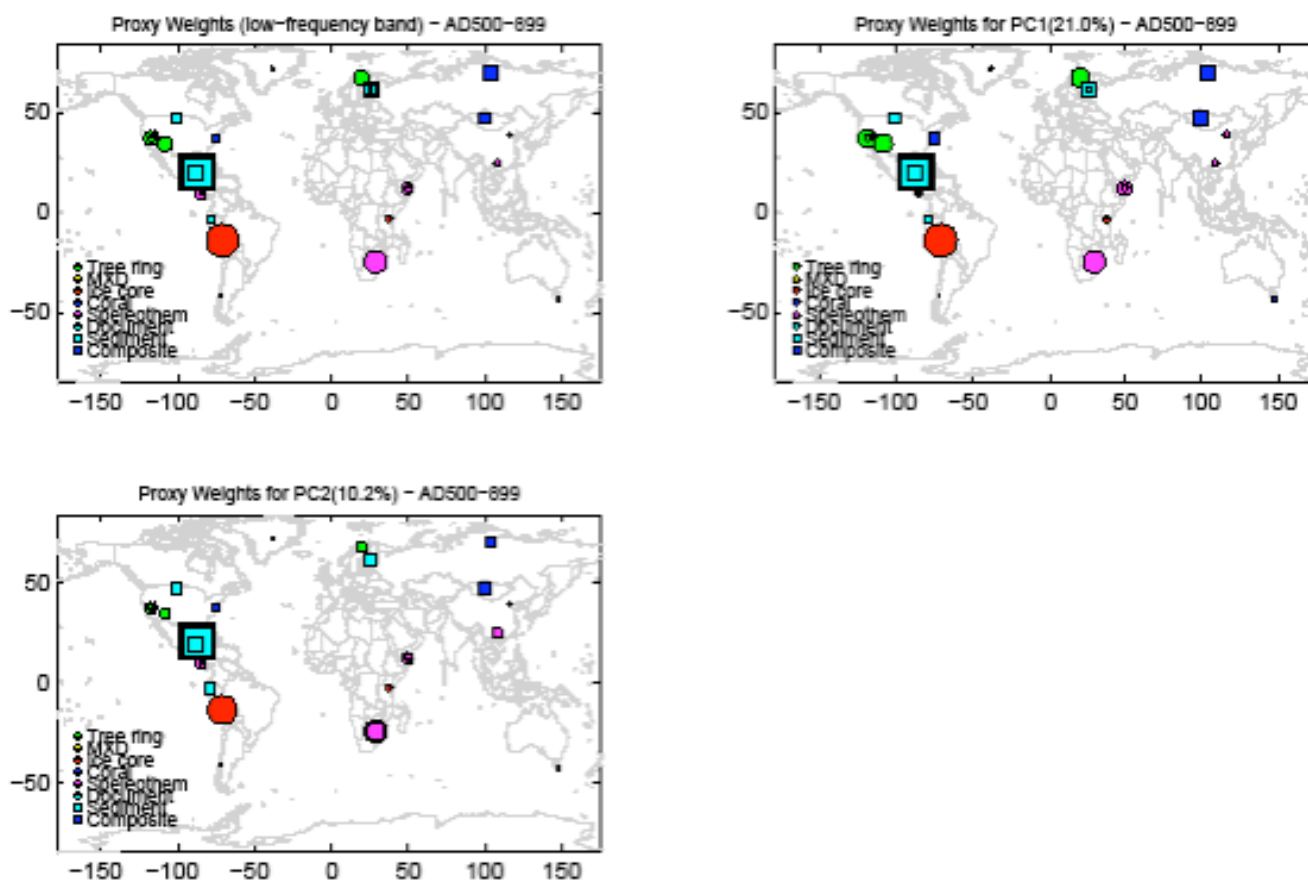 Proxy Weights (low-frequency band) - AD500-899
50
0
-50
Tree ring
MXD
Ice core
Coral
Speleothem
Document
Sediment
Composite
-150 -100 -50 0 50 100 150
Proxy Weights for PC1(21.0%) - AD500-899
50
0
-50
Tree ring
MXD
Ice core
Coral
Speleothem
Document
Sediment
Composite
-150 -100 -50 0 50 100 150
Proxy Weights for PC2(10.2%) - AD500-899
50
0
-50
Tree ring
MXD
Ice core
Coral
Speleothem
Document
Sediment
Composite
-150 -100 -50 0 50 100 150